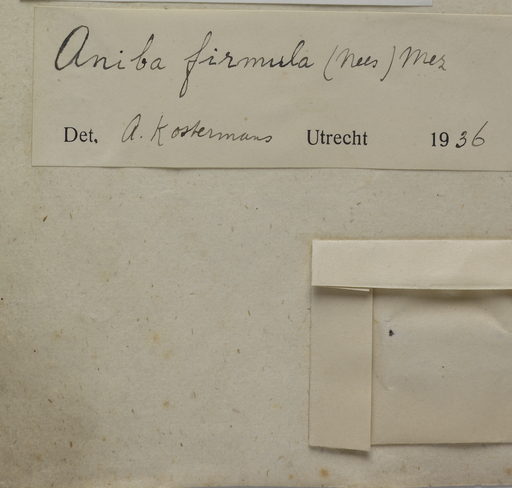 Aniba firmula (Nees) Mez
Det. A. Kostermans Utrecht 1936